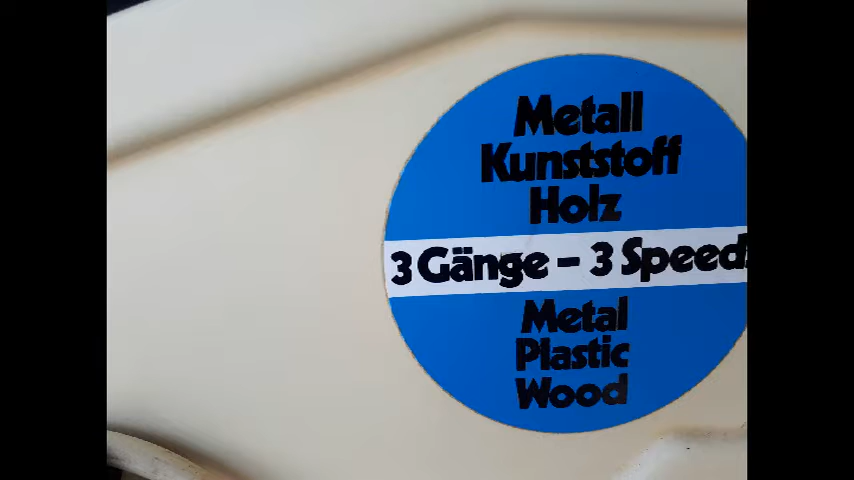 Metall
Kunststoff
Holz
3 Gänge – 3 Speed
Metal
Plastic
Wood